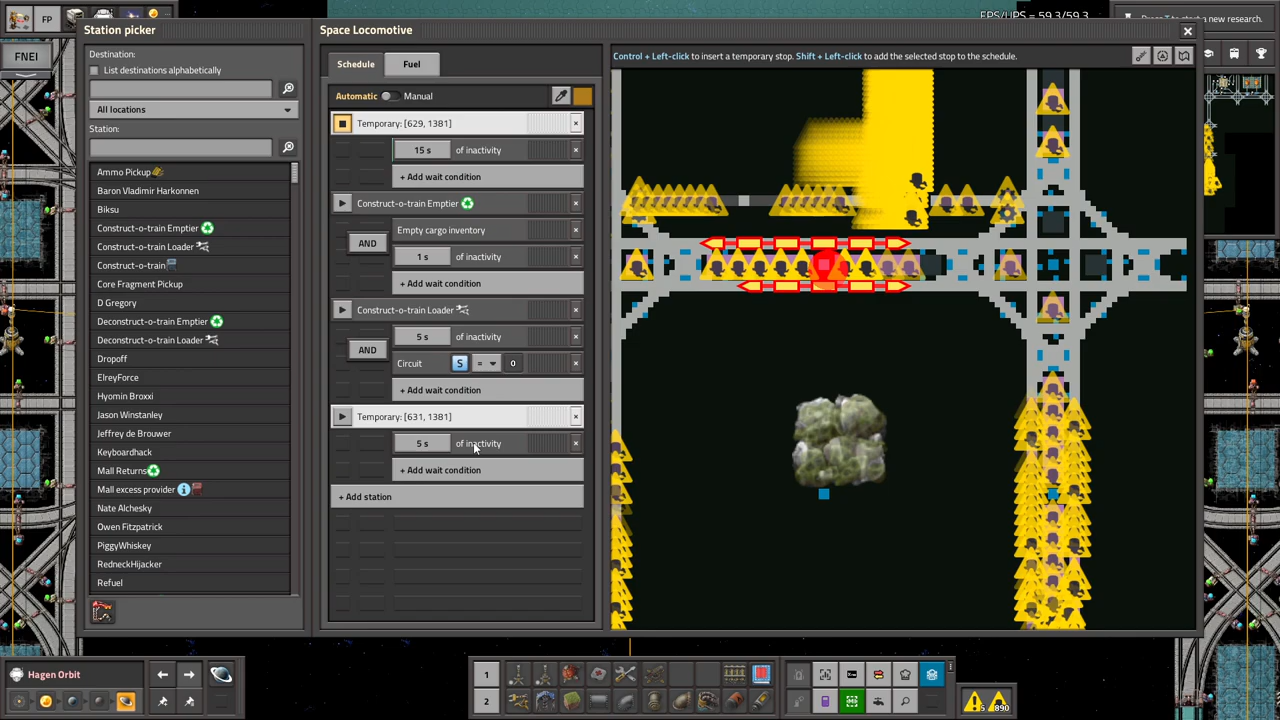 FP
FNEI
Station picker
Destination:
List destinations alphabetically
All locations
Station:
Ammo Pickup
Baron Vladimir Harkonnen
Biksu
Construct-o-train Emptier
Construct-o-train Loader
Construct-o-train
Core Fragment Pickup
D Gregory
Deconstruct-o-train Emptier
Deconstruct-o-train Loader
Dropoff
ElreyForce
Hyomin Broxxi
Jason Winstanley
Jeffrey de Brouwer
Keyboardhack
Mall Returns
Mall excess provider
Nate Alchesky
Owen Fitzpatrick
PiggyWhiskey
RedneckHijacker
Refuel
Space Locomotive
Schedule Fuel
Automatic Manual
Temporary: [629, 1381]
15 s of inactivity
+ Add wait condition
Construct-o-train Emptier
Empty cargo inventory
AND
1 s of inactivity
+ Add wait condition
Construct-o-train Loader
5 s of inactivity
AND
Circuit S = 0
+ Add wait condition
Temporary: [631, 1381]
5 s of inactivity
+ Add wait condition
+ Add station
FPS/UPS = 59.3/59.3
Control + Left-click to insert a temporary stop. Shift + Left-click to add the selected stop to the schedule.
to start a new research.
Hagen Orbit
1
2
890